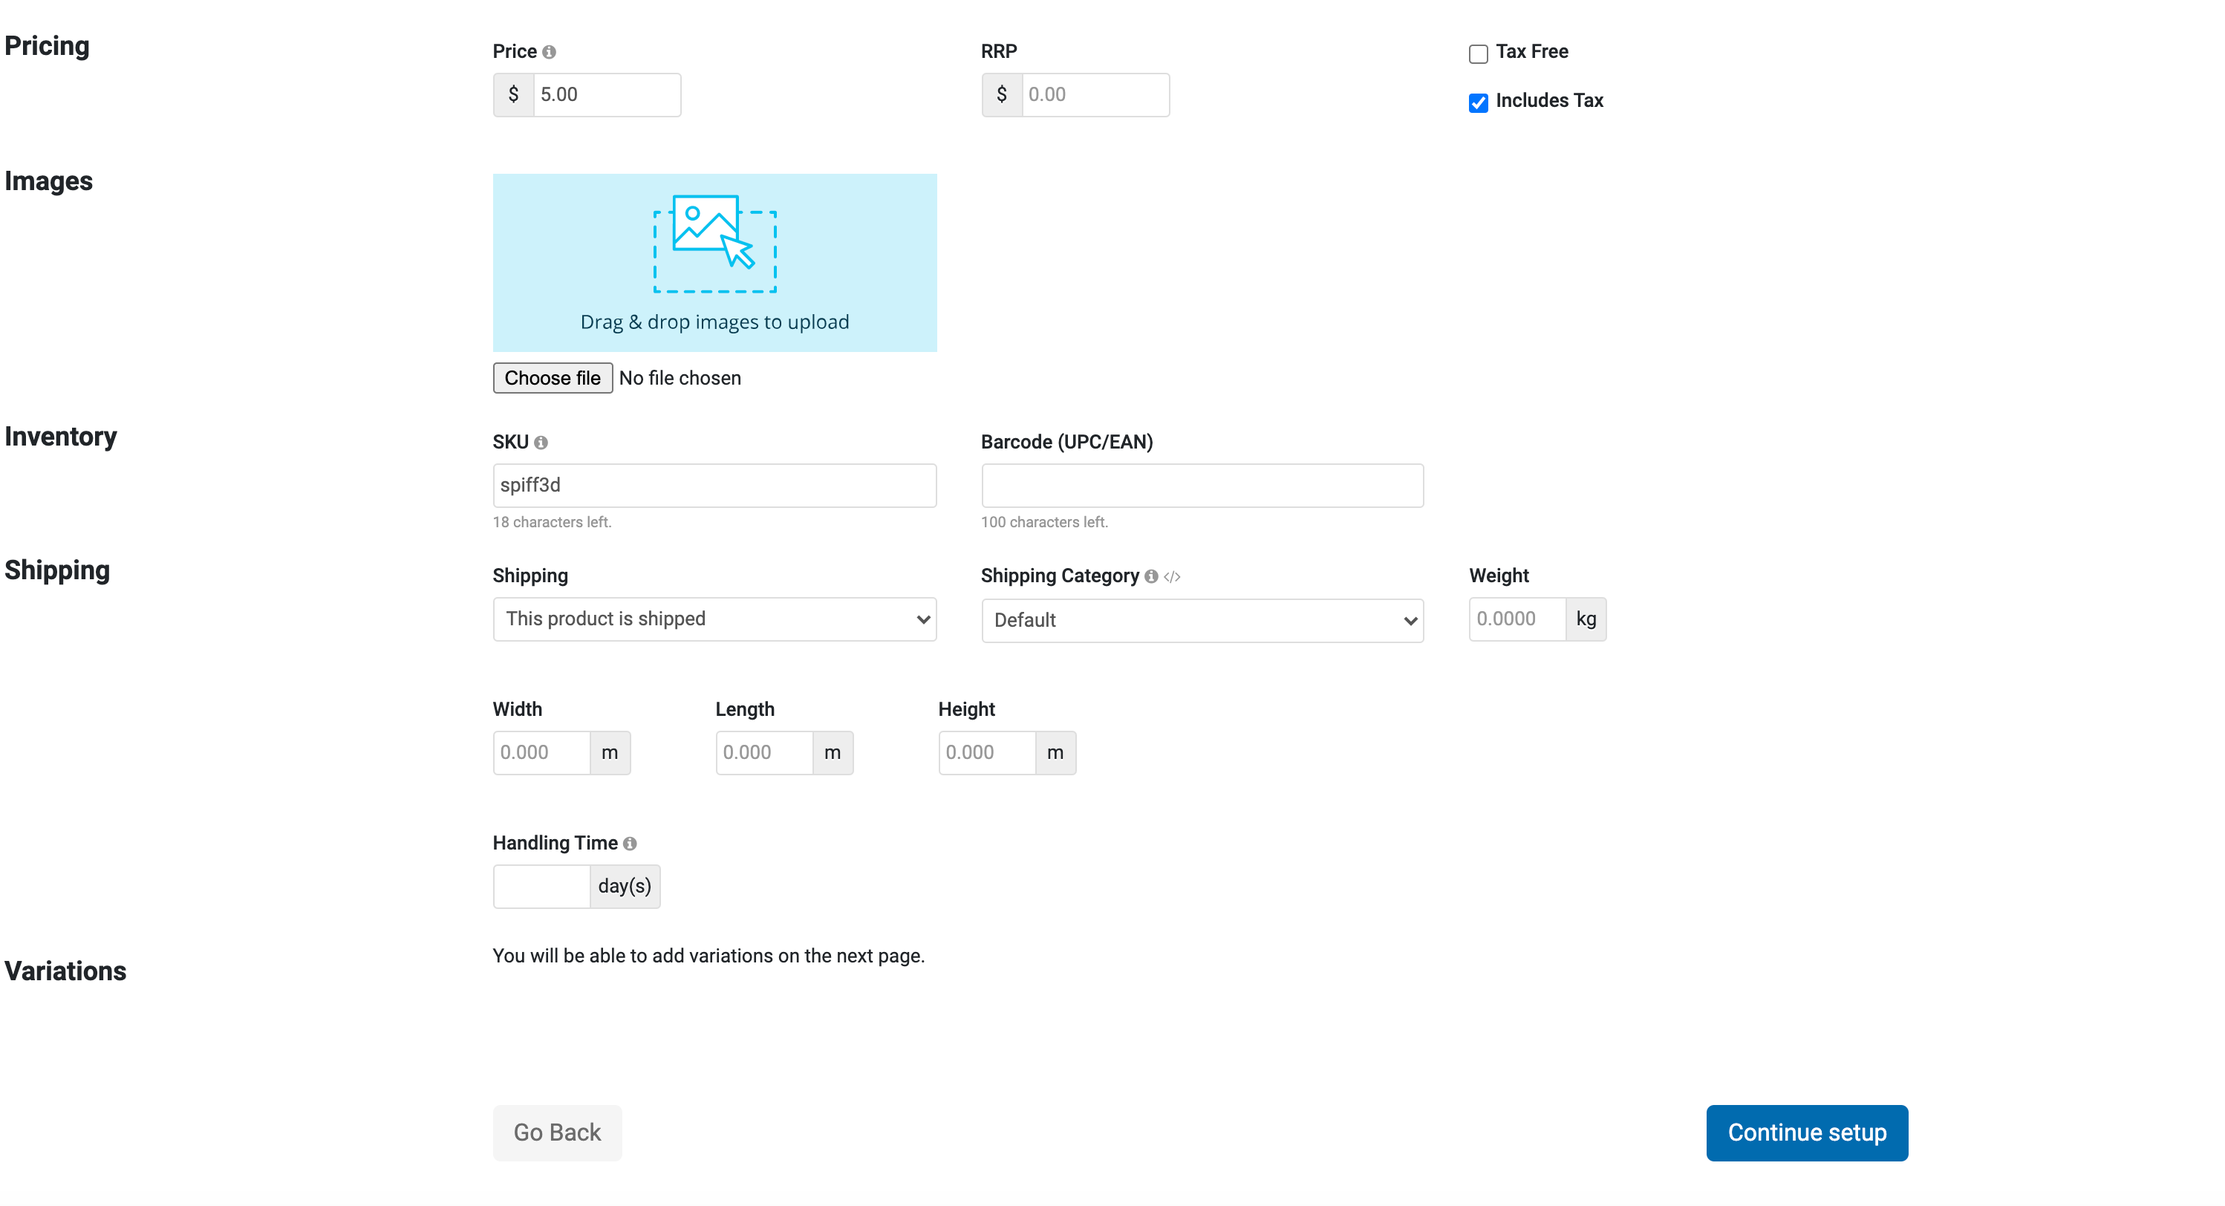 Pricing
Price
RRP
Tax Free
$ 5.00
$ 0.00
Includes Tax
Images
Drag & drop images to upload
Choose file No file chosen
Inventory
SKU
Barcode (UPC/EAN)
spiff3d
18 characters left.
100 characters left.
Shipping
Shipping
Shipping Category </>
Weight
This product is shipped
Default
0.0000 kg
Width
Length
Height
0.000 m
0.000 m
0.000 m
Handling Time
day(s)
Variations
You will be able to add variations on the next page.
Go Back
Continue setup